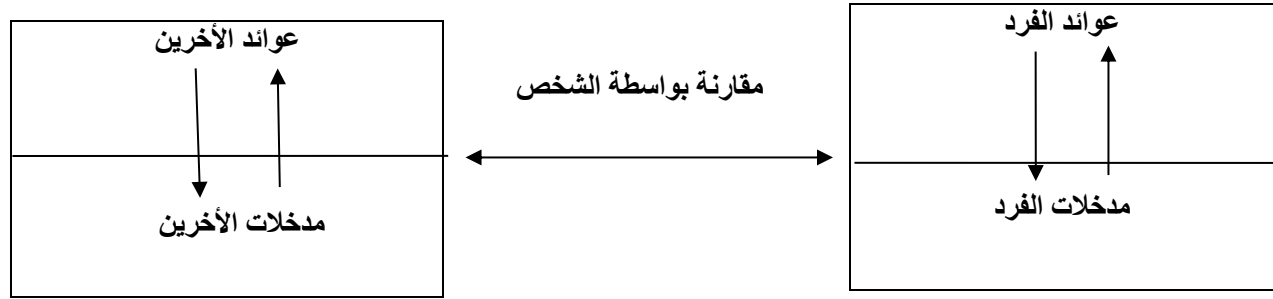 عوائد الفرد
عوائد الأخرين
مقارنة بواسطة الشخص
مدخلات الفرد
مدخلات الأخرين